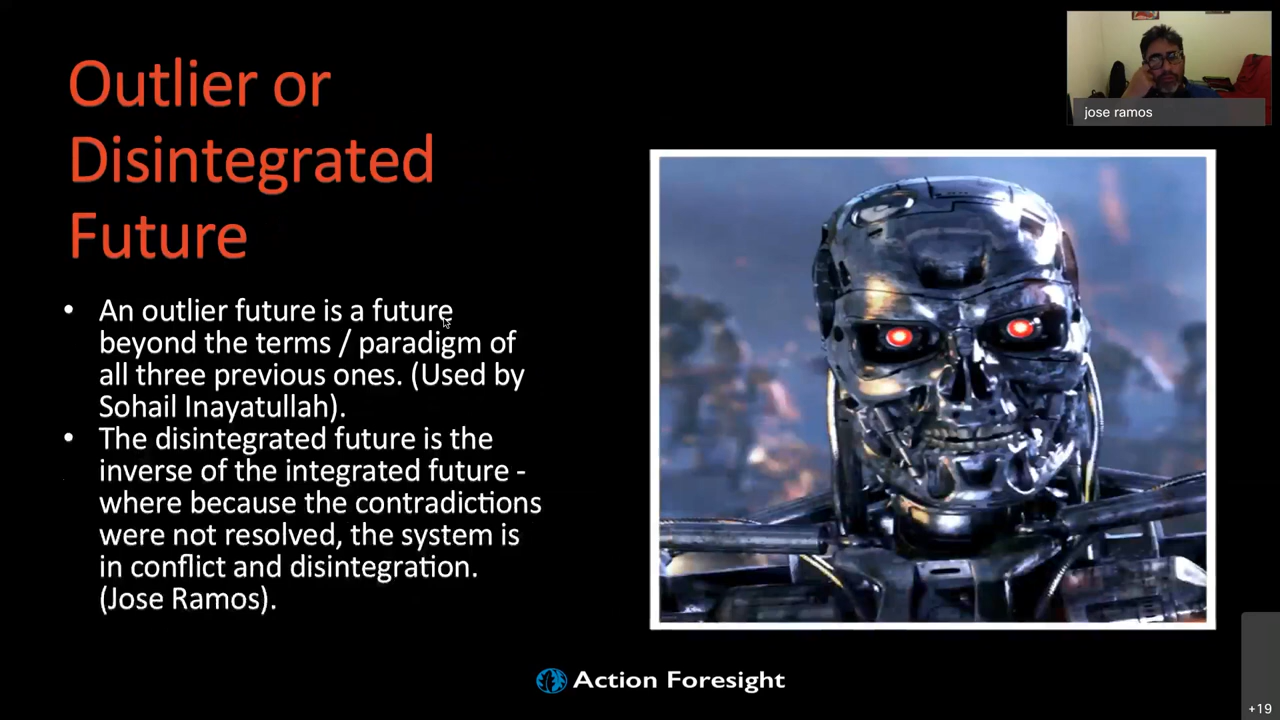 Outlier or
Disintegrated
Future
• An outlier future is a future
beyond the terms / paradigm of
all three previous ones. (Used by
Sohail Inayatullah).
• The disintegrated future is the
inverse of the integrated future -
where because the contradictions
were not resolved, the system is
in conflict and disintegration.
(Jose Ramos).
jose ramos
Action Foresight
+19